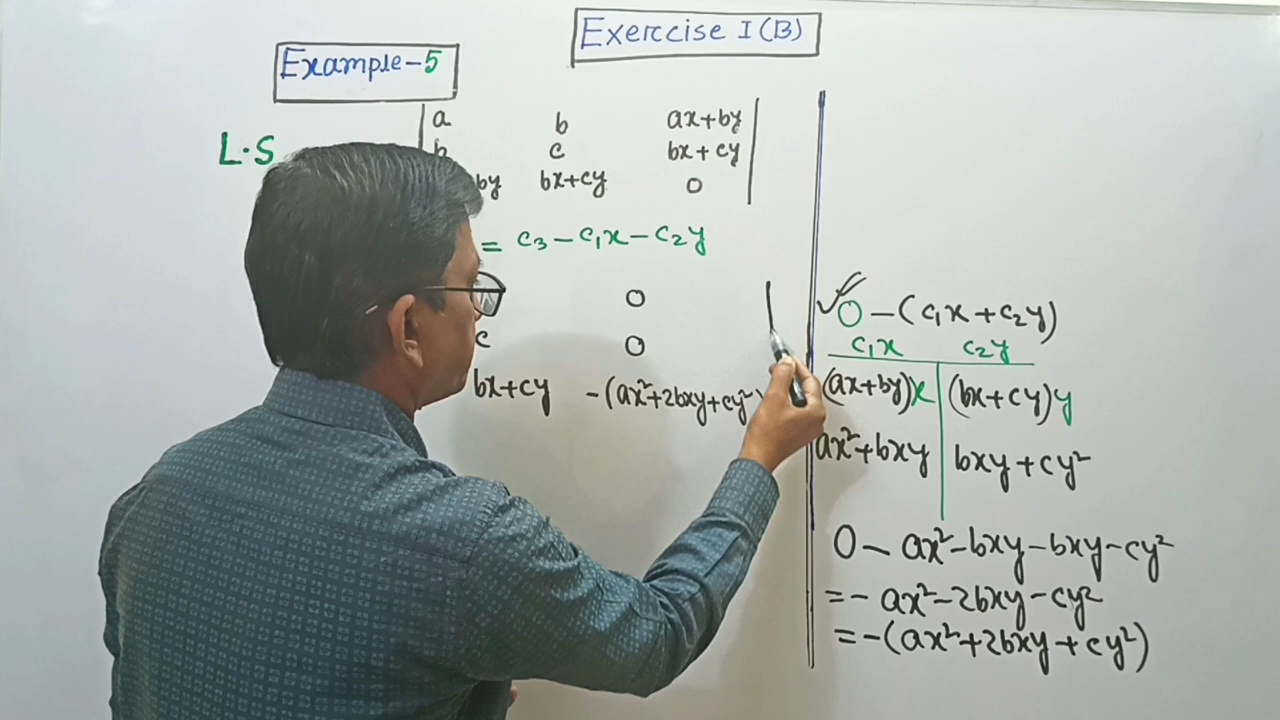 Exercise I (B)
Example-5
L.S
a b ax+by
b c bx+cy
by bx+cy 0
= c₃ - c₁x - c₂y
0
c 0
bx+cy -(ax²+2bxy+cy²)
0 - (c₁x + c₂y)
c₁x c₂y
(ax+by)x (bx+cy)y
ax²+bxy bxy+cy²
0 - ax²-bxy-bxy-cy²
= - ax²-2bxy-cy²
= -(ax²+2bxy+cy²)